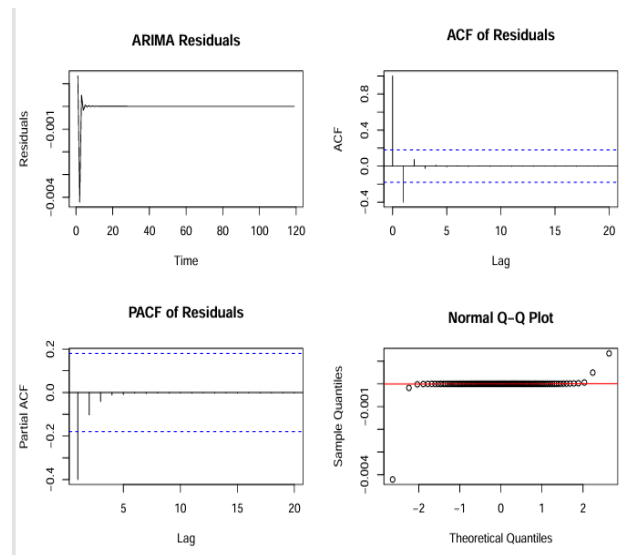 ARIMA Residuals
Residuals
−0.001
−0.004
0 20 40 60 80 100 120
Time
ACF of Residuals
ACF
0.8
0.4
0.0
−0.4
0 5 10 15 20
Lag
PACF of Residuals
Partial ACF
0.2
0.0
−0.2
−0.4
5 10 15 20
Lag
Normal Q−Q Plot
Sample Quantiles
−0.001
−0.004
−2 −1 0 1 2
Theoretical Quantiles